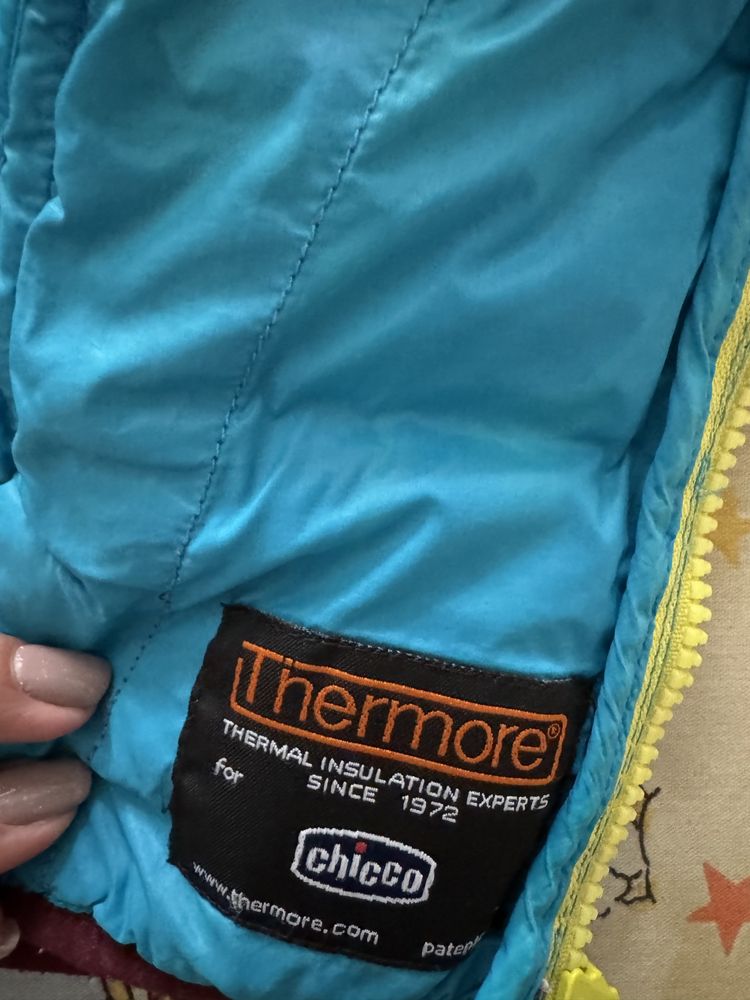 Thermore®
THERMAL INSULATION EXPERTS
for SINCE 1972
chicco
www.thermore.com